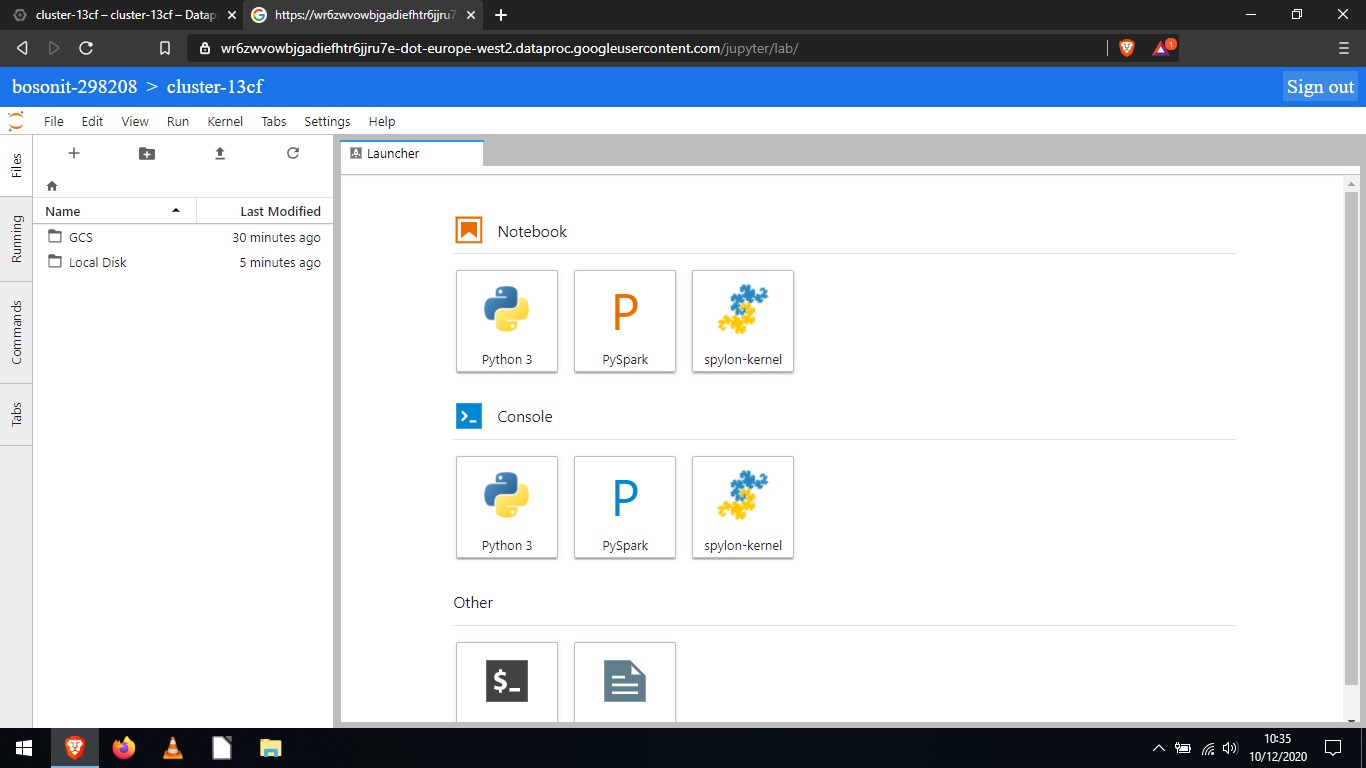 cluster-13cf – cluster-13cf – Datap
https://wr6zwvowbjgadiefhtr6jjru7
wr6zwvowbjgadiefhtr6jjru7e-dot-europe-west2.dataproc.googleusercontent.com/jupyter/lab/
1
bosonit-298208 > cluster-13cf
Sign out
File Edit View Run Kernel Tabs Settings Help
Files
Running
Commands
Tabs
Name Last Modified
GCS 30 minutes ago
Local Disk 5 minutes ago
Launcher
Notebook
P
Python 3 PySpark spylon-kernel
Console
P
Python 3 PySpark spylon-kernel
Other
$_
10:35
10/12/2020